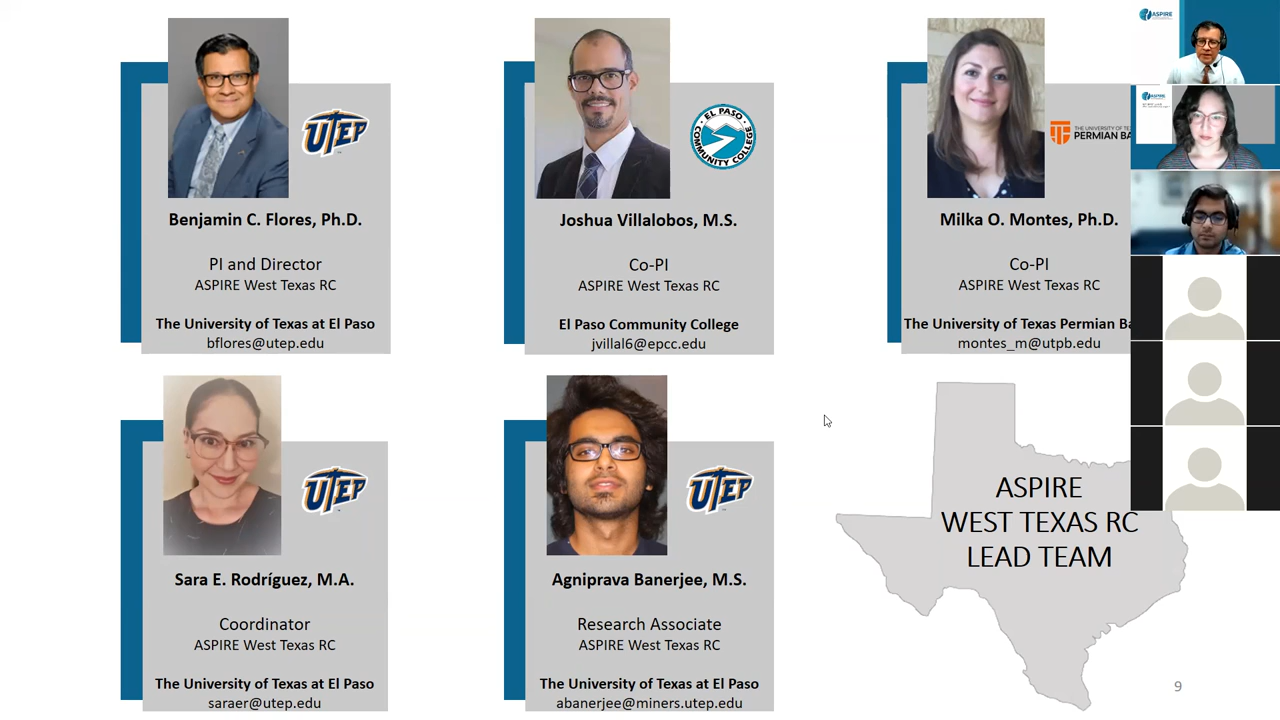 UTEP
Benjamin C. Flores, Ph.D.
PI and Director
ASPIRE West Texas RC
The University of Texas at El Paso
bflores@utep.edu
EL PASO
COMMUNITY COLLEGE
Joshua Villalobos, M.S.
Co-PI
ASPIRE West Texas RC
El Paso Community College
jvillal6@epcc.edu
THE UNIVERSITY OF TEX
PERMIAN BA
Milka O. Montes, Ph.D.
Co-PI
ASPIRE West Texas RC
The University of Texas Permian Ba
montes_m@utpb.edu
ASPIRE
UTEP
Sara E. Rodríguez, M.A.
Coordinator
ASPIRE West Texas RC
The University of Texas at El Paso
saraer@utep.edu
UTEP
Agniprava Banerjee, M.S.
Research Associate
ASPIRE West Texas RC
The University of Texas at El Paso
abanerjee@miners.utep.edu
ASPIRE
WEST TEXAS RC
LEAD TEAM
9